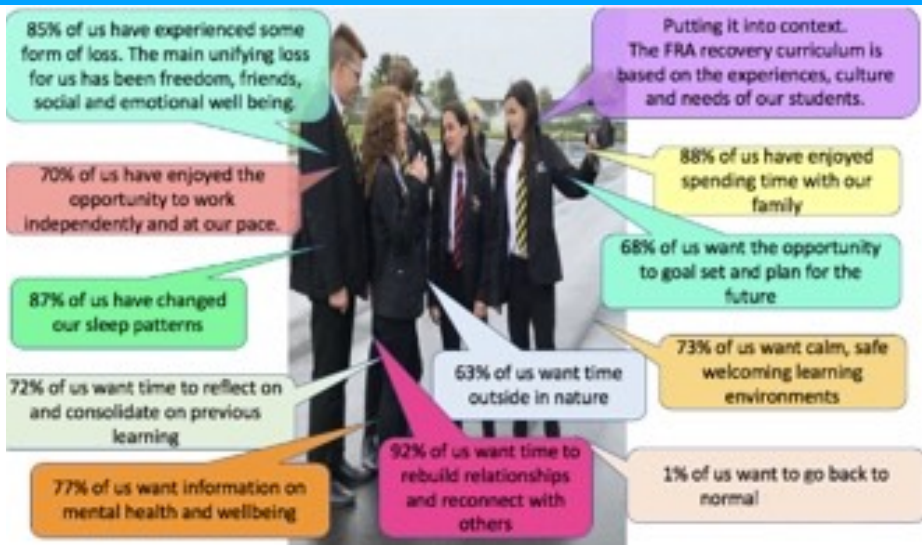 85% of us have experienced some
form of loss. The main unifying loss
for us has been freedom, friends,
social and emotional well being.
Putting it into context.
The FRA recovery curriculum is
based on the experiences, culture
and needs of our students.
70% of us have enjoyed the
opportunity to work
independently and at our pace.
88% of us have enjoyed
spending time with our
family
87% of us have changed
our sleep patterns
68% of us want the opportunity
to goal set and plan for the
future
72% of us want time to reflect on
and consolidate on previous
learning
63% of us want time
outside in nature
73% of us want calm, safe
welcoming learning
environments
77% of us want information on
mental health and wellbeing
92% of us want time to
rebuild relationships
and reconnect with
others
1% of us want to go back to
normal